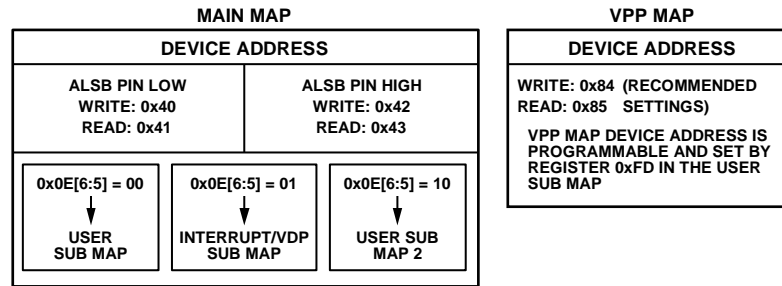 MAIN MAP
DEVICE ADDRESS
ALSB PIN LOW
WRITE: 0x40
READ: 0x41
ALSB PIN HIGH
WRITE: 0x42
READ: 0x43
0x0E[6:5] = 00
USER
SUB MAP
0x0E[6:5] = 01
INTERRUPT/VDP
SUB MAP
0x0E[6:5] = 10
USER SUB
MAP 2
VPP MAP
DEVICE ADDRESS
WRITE: 0x84 (RECOMMENDED
READ: 0x85 SETTINGS)
VPP MAP DEVICE ADDRESS IS
PROGRAMMABLE AND SET BY
REGISTER 0xFD IN THE USER
SUB MAP